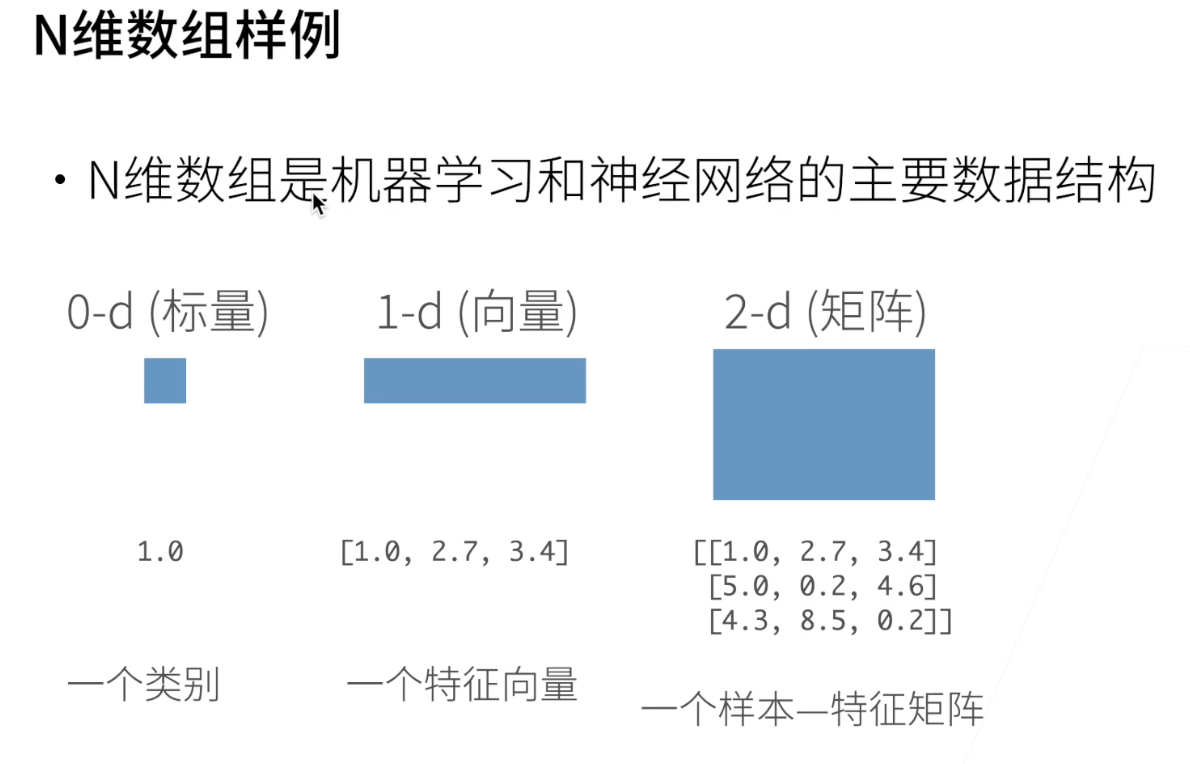 N维数组样例
• N维数组是机器学习和神经网络的主要数据结构
0-d (标量)
1-d (向量)
2-d (矩阵)
1.0
[1.0, 2.7, 3.4]
[[1.0, 2.7, 3.4]
[5.0, 0.2, 4.6]
[4.3, 8.5, 0.2]]
一个类别
一个特征向量
一个样本—特征矩阵